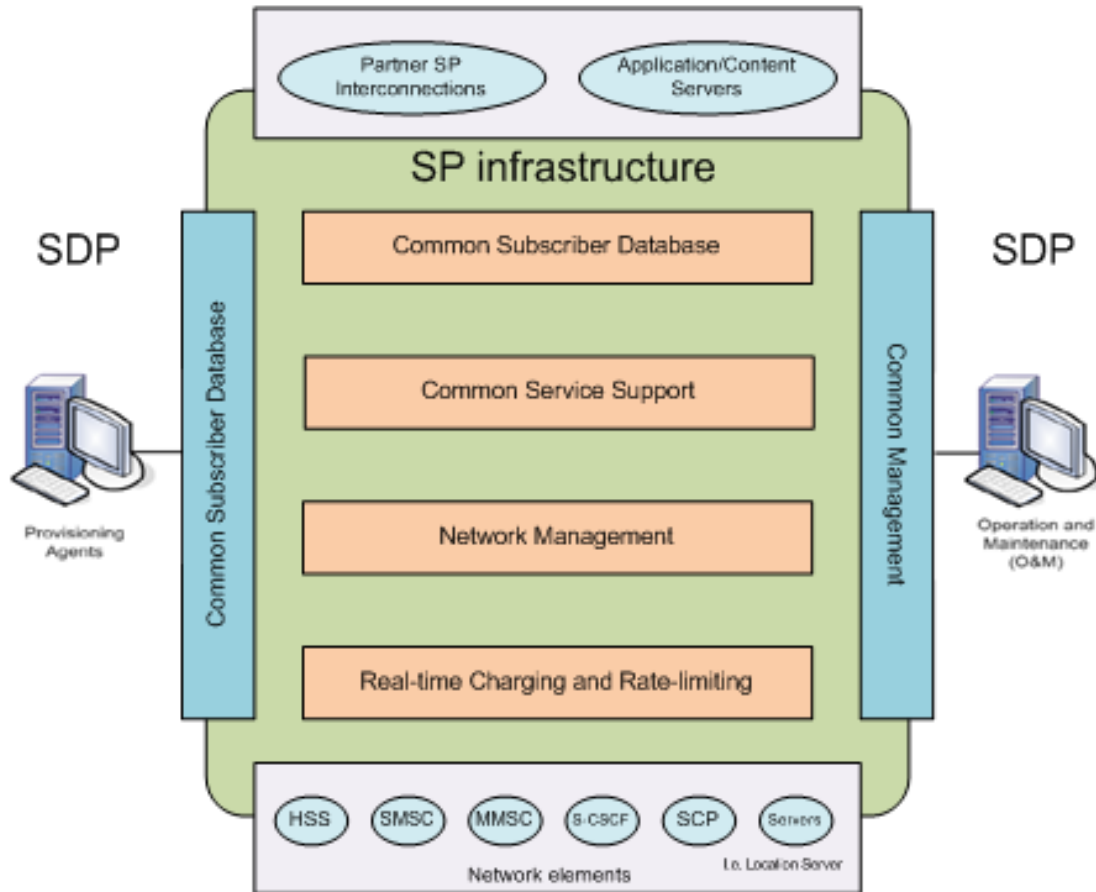 Partner SP
Interconnections
Application/Content
Servers
SP infrastructure
SDP
SDP
Common Subscriber Database
Common Subscriber Database
Common Service Support
Common Management
Network Management
Provisioning
Agents
Operation and
Maintenance
(O&M)
Real-time Charging and Rate-limiting
HSS
SMSC
MMSC
S-CSCF
SCP
Servers
I.e. Location Server
Network elements